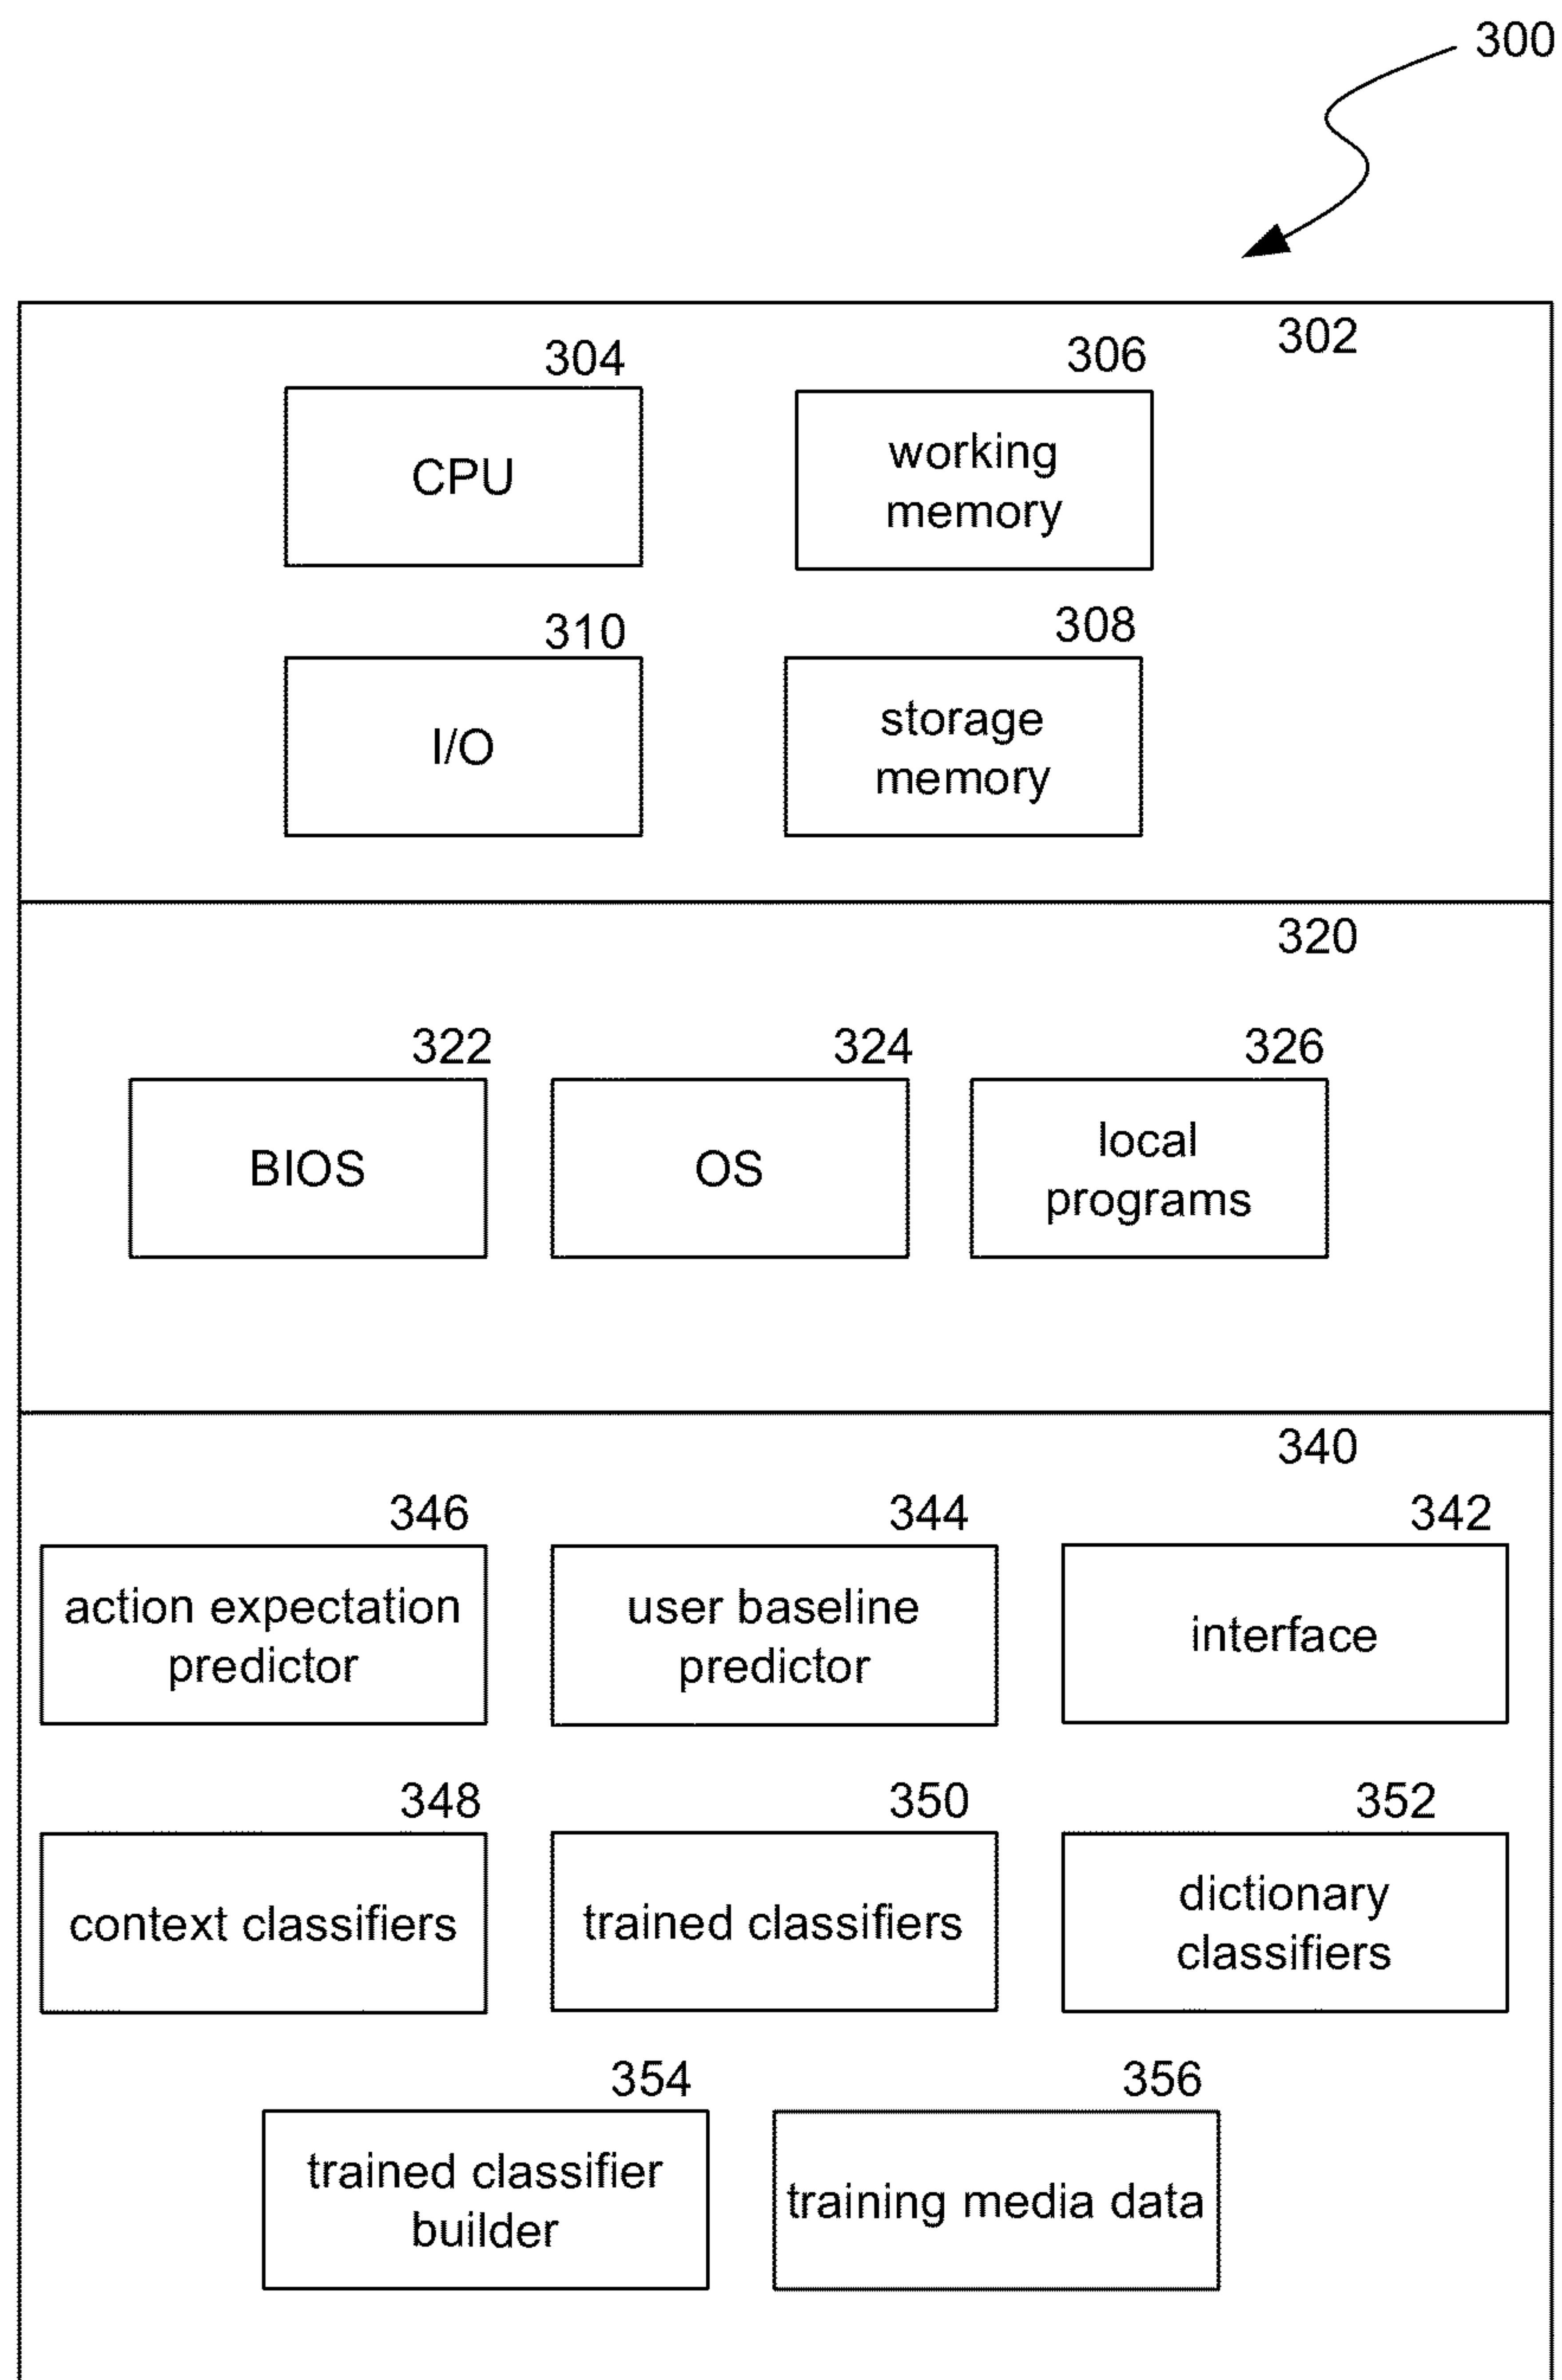 300
302
304
306
CPU
working
memory
310
308
I/O
storage
memory
320
322
324
326
BIOS
OS
local
programs
340
346
344
342
action expectation
predictor
user baseline
predictor
interface
348
350
352
context classifiers
trained classifiers
dictionary
classifiers
354
356
trained classifier
builder
training media data